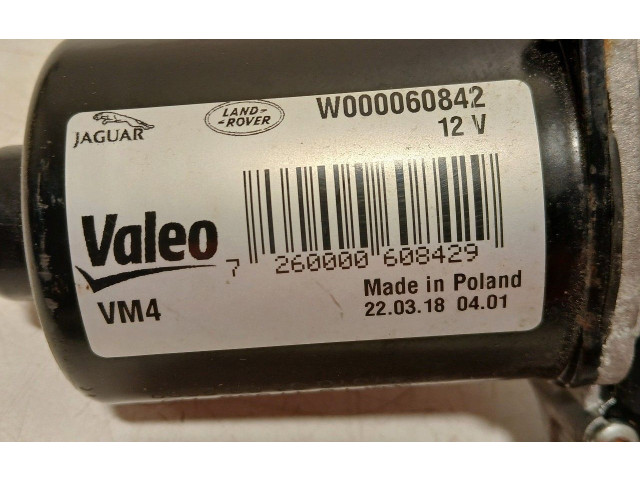 JAGUAR
LAND-
-ROVER
W000060842
12 V
Valeo
7 260000 608429
VM4
Made in Poland
22.03.18 04.01